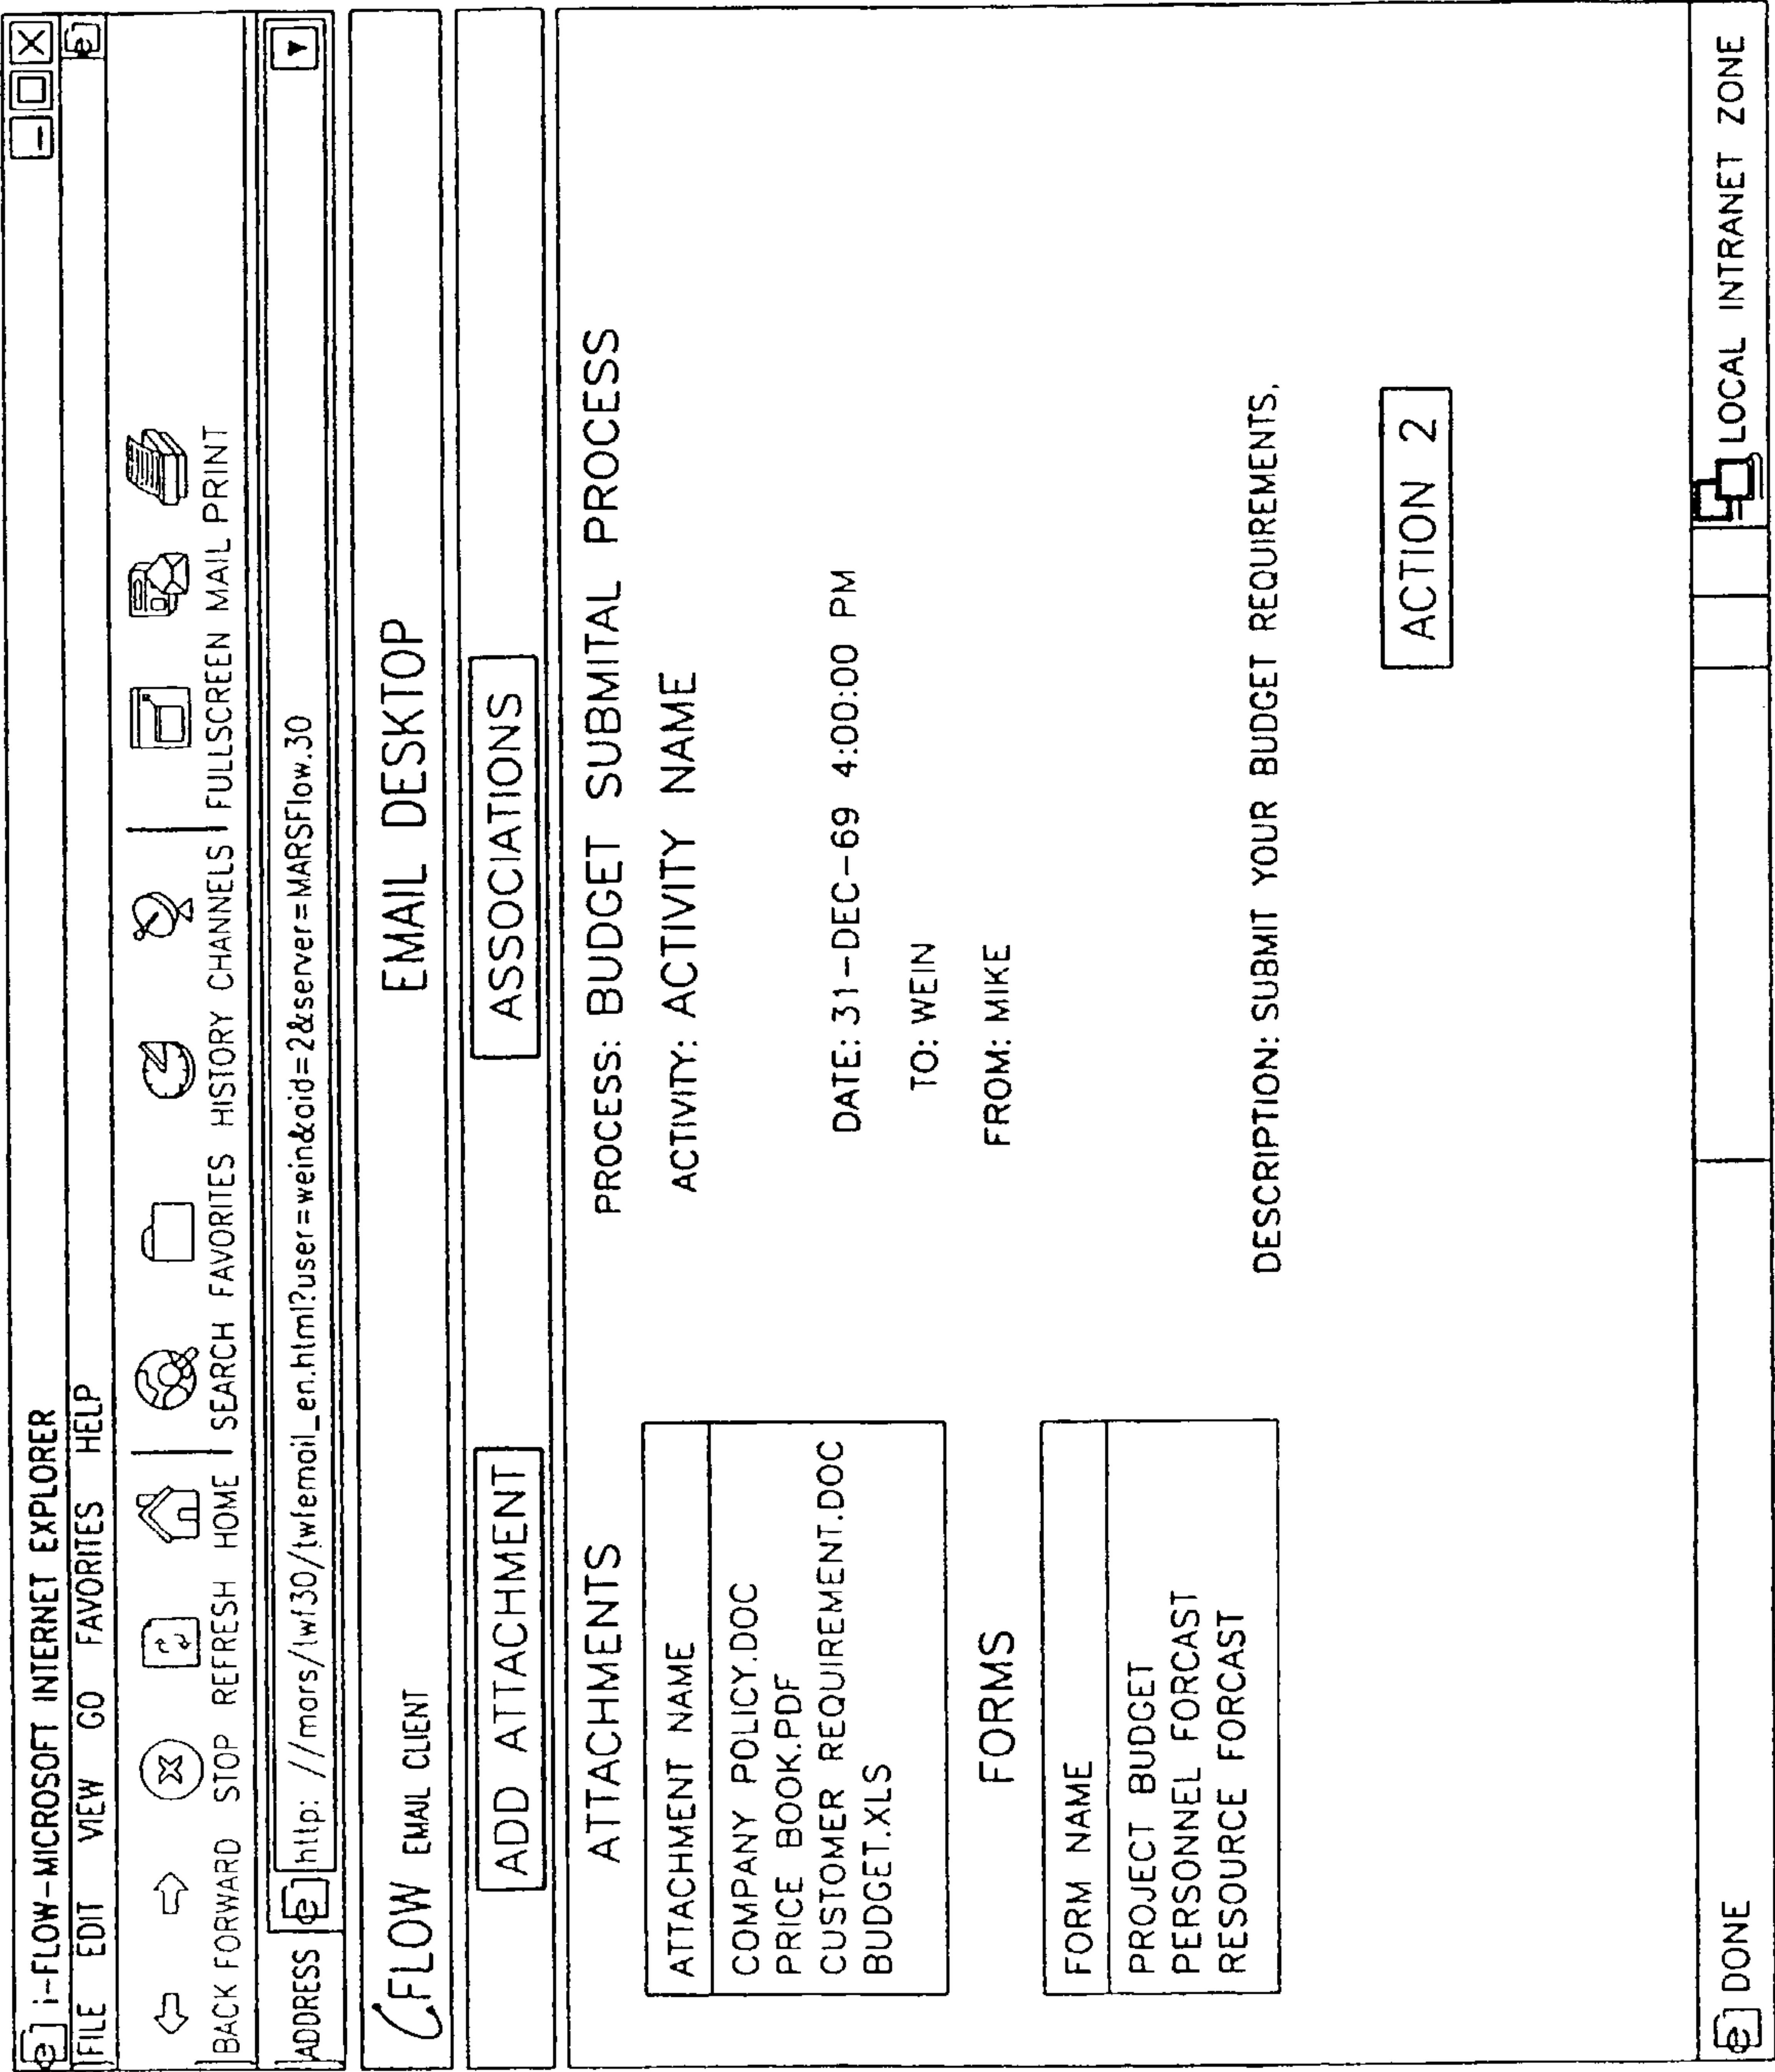 i-FLOW-MICROSOFT INTERNET EXPLORER
FILE EDIT VIEW GO FAVORITES HELP
BACK FORWARD STOP REFRESH HOME SEARCH FAVORITES HISTORY CHANNELS FULLSCREEN MAIL PRINT
ADDRESS http: //mars/iwf30/iwfemail_en.html?user=wein&oid=2&server=MARSFlow.30
FLOW EMAIL CLIENT EMAIL DESKTOP
ADD ATTACHMENT ASSOCIATIONS
ATTACHMENTS
ATTACHMENT NAME
COMPANY POLICY.DOC
PRICE BOOK.PDF
CUSTOMER REQUIREMENT.DOC
BUDGET.XLS
FORMS
FORM NAME
PROJECT BUDGET
PERSONNEL FORCAST
RESOURCE FORCAST
PROCESS: BUDGET SUBMITAL PROCESS
ACTIVITY: ACTIVITY NAME
DATE: 31-DEC-69 4:00:00 PM
TO: WEIN
FROM: MIKE
DESCRIPTION: SUBMIT YOUR BUDGET REQUIREMENTS.
ACTION 2
DONE LOCAL INTRANET ZONE